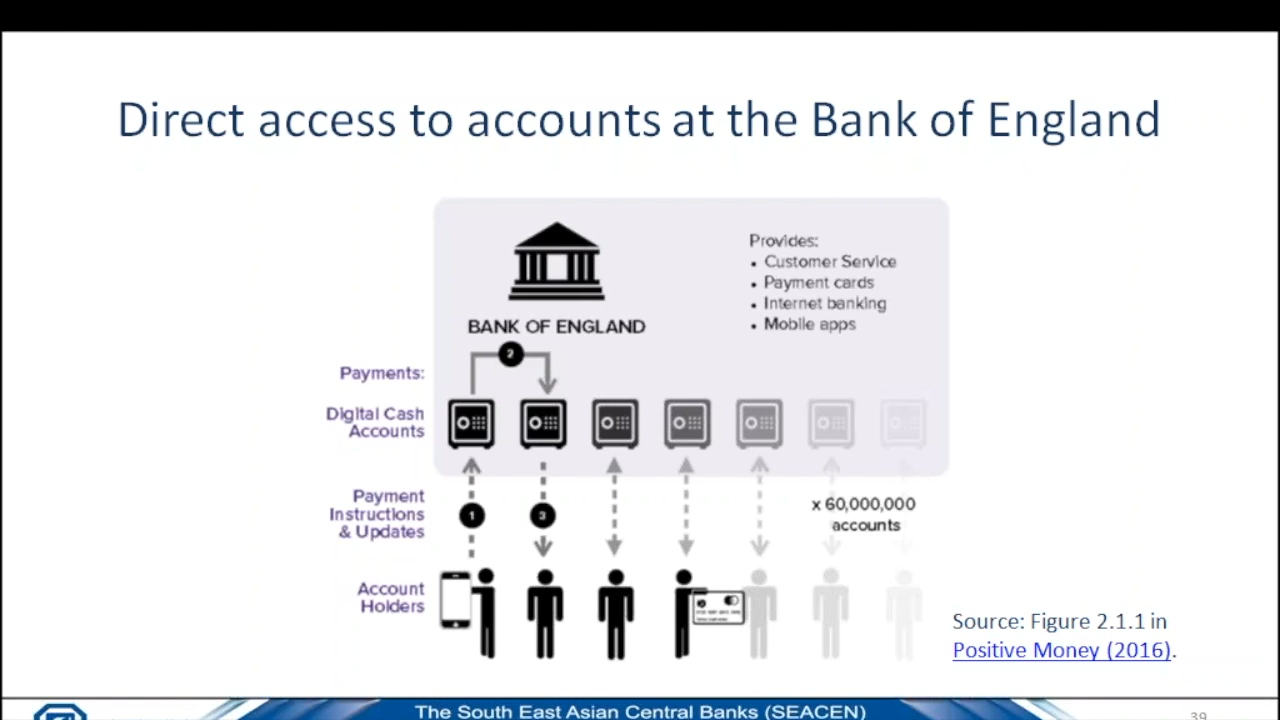 Direct access to accounts at the Bank of England
Provides:
• Customer Service
• Payment cards
• Internet banking
• Mobile apps
BANK OF ENGLAND
2
Payments:
Digital Cash
Accounts
Payment
Instructions
& Updates
1
3
x 60,000,000
accounts
Account
Holders
Source: Figure 2.1.1 in
Positive Money (2016).
The South East Asian Central Banks (SEACEN)
39